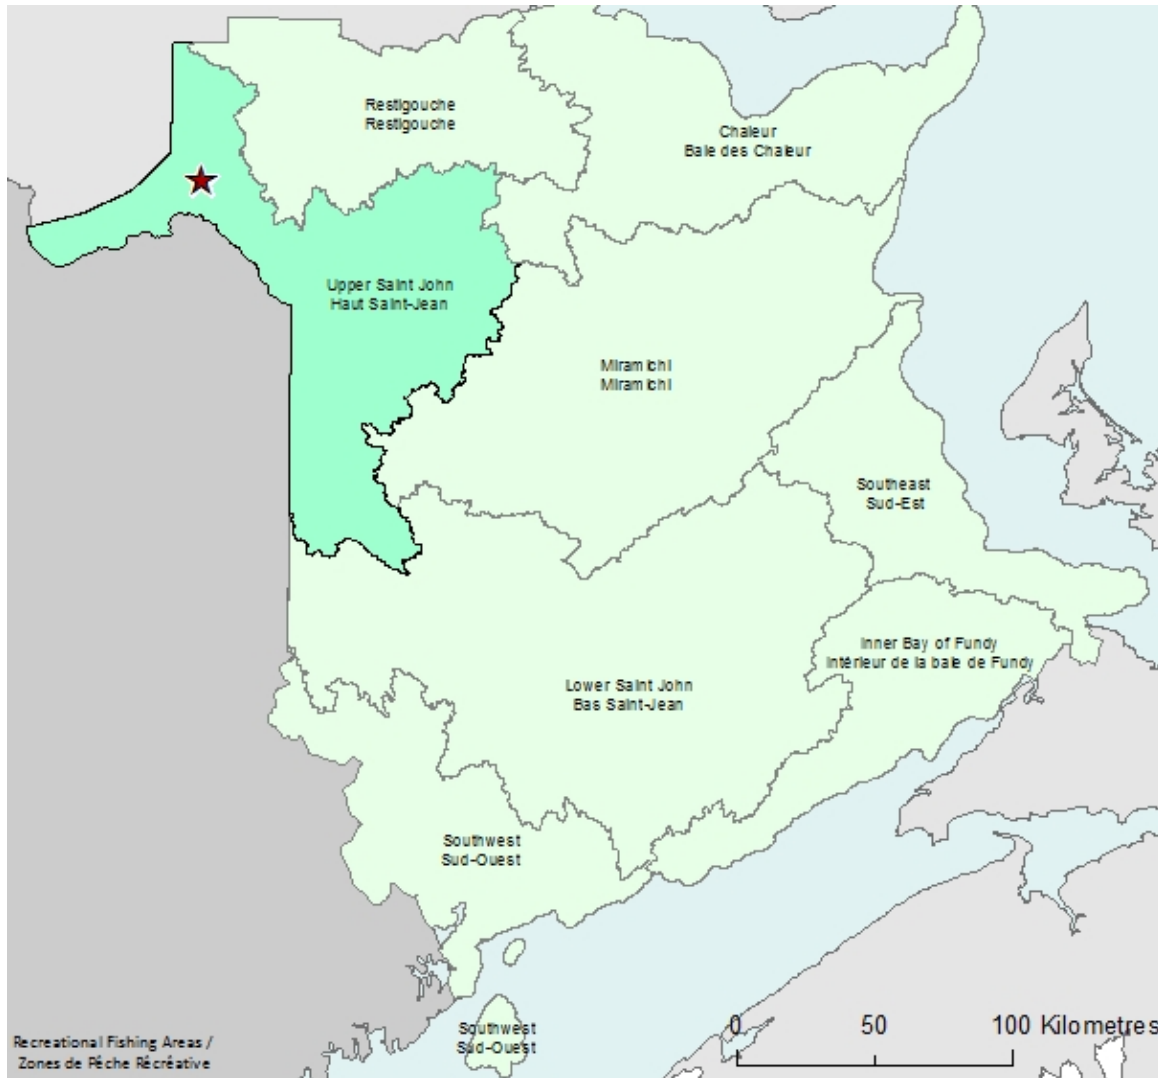 Restigouche
Restigouche
Chaleur
Baie des Chaleur
Upper Saint John
Haut Saint-Jean
Miramichi
Miramichi
Southeast
Sud-Est
Inner Bay of Fundy
Intérieur de la baie de Fundy
Lower Saint John
Bas Saint-Jean
Southwest
Sud-Ouest
Southwest
Sud-Ouest
0 50 100 Kilometres
Recreational Fishing Areas /
Zones de Pêche Récréative